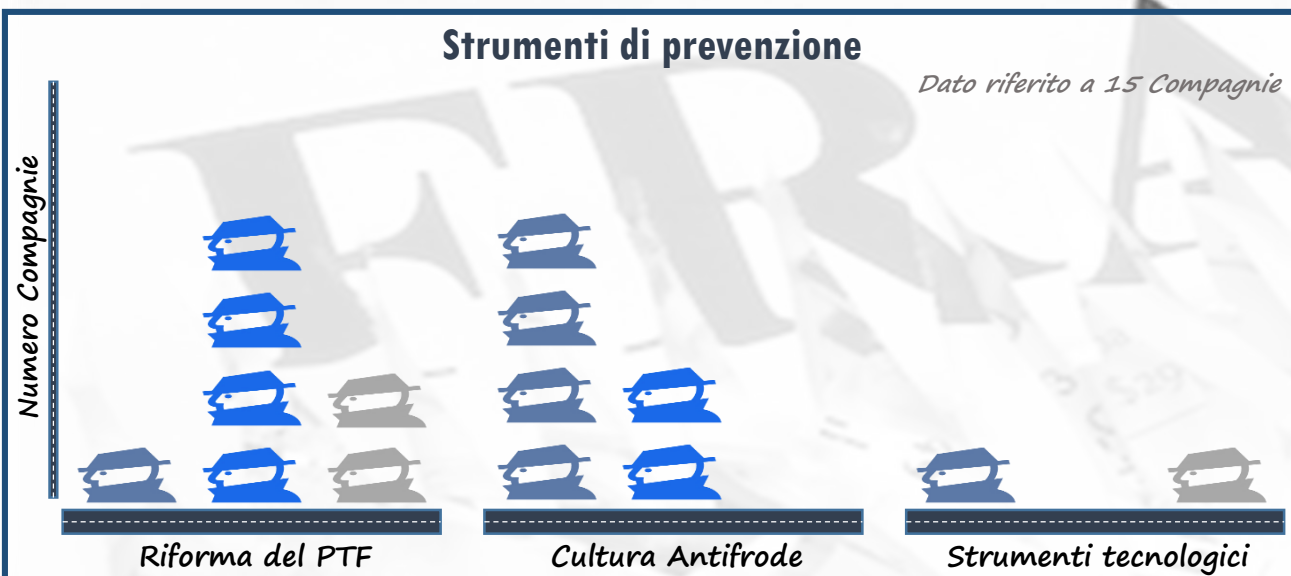 Strumenti di prevenzione
Dato riferito a 15 Compagnie
Numero Compagnie
Riforma del PTF
Cultura Antifrode
Strumenti tecnologici